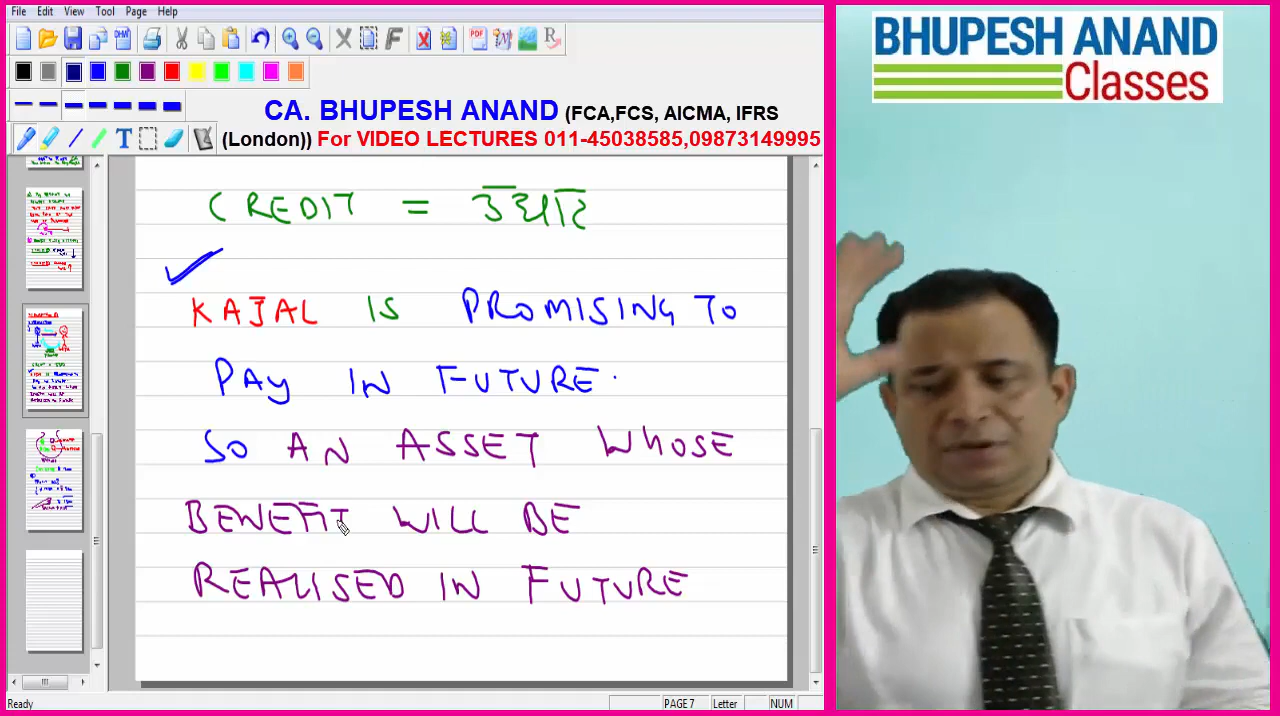 File Edit View Tool Page Help
BHUPESH ANAND
Classes
CA. BHUPESH ANAND (FCA,FCS, AICMA, IFRS
(London)) For VIDEO LECTURES 011-45038585,09873149995
CREDIT = उधार
KAJAL IS PROMISING TO
PAY IN FUTURE.
SO AN ASSET WHOSE
BENEFIT WILL BE
REALISED IN FUTURE
Ready PAGE 7 Letter NUM